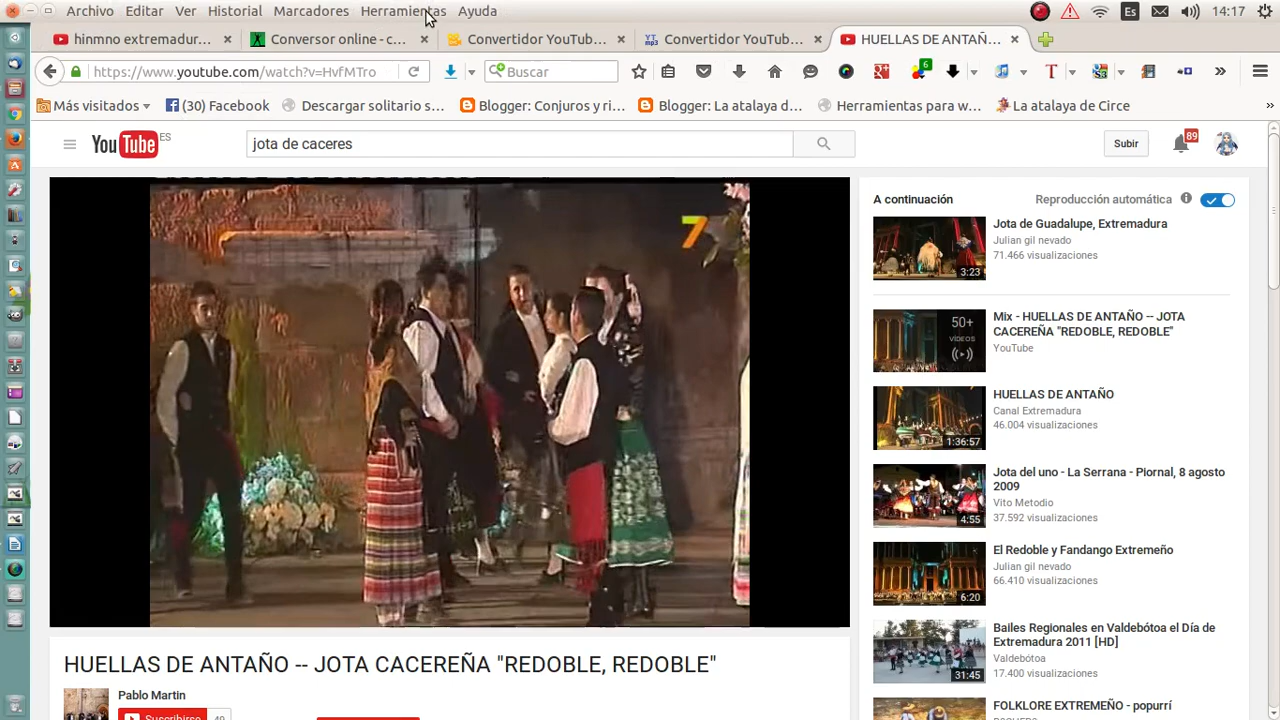 Archivo Editar Ver Historial Marcadores Herramientas Ayuda
Es 14:17
hinmno extremadur... Conversor online - c... Convertidor YouTub... Convertidor YouTub... HUELLAS DE ANTAÑ...
https://www.youtube.com/watch?v=HvFMTro
Buscar
6
Más visitados (30) Facebook Descargar solitario s... Blogger: Conjuros y ri... Blogger: La atalaya d... Herramientas para w... La atalaya de Circe
YouTube ES
jota de caceres
Subir
89
7
A continuación
Reproducción automática
Jota de Guadalupe, Extremadura
Julian gil nevado
71.466 visualizaciones
3:23
Mix - HUELLAS DE ANTAÑO -- JOTA
CACEREÑA "REDOBLE, REDOBLE"
YouTube
50+
VÍDEOS
HUELLAS DE ANTAÑO
Canal Extremadura
46.004 visualizaciones
1:36:57
Jota del uno - La Serrana - Piornal, 8 agosto
2009
Vito Metodio
37.592 visualizaciones
4:55
El Redoble y Fandango Extremeño
Julian gil nevado
66.410 visualizaciones
6:20
Bailes Regionales en Valdebótoa el Día de
Extremadura 2011 [HD]
Valdebótoa
17.400 visualizaciones
31:45
FOLKLORE EXTREMEÑO - popurrí
HUELLAS DE ANTAÑO -- JOTA CACEREÑA "REDOBLE, REDOBLE"
Pablo Martin
Suscribirse 49